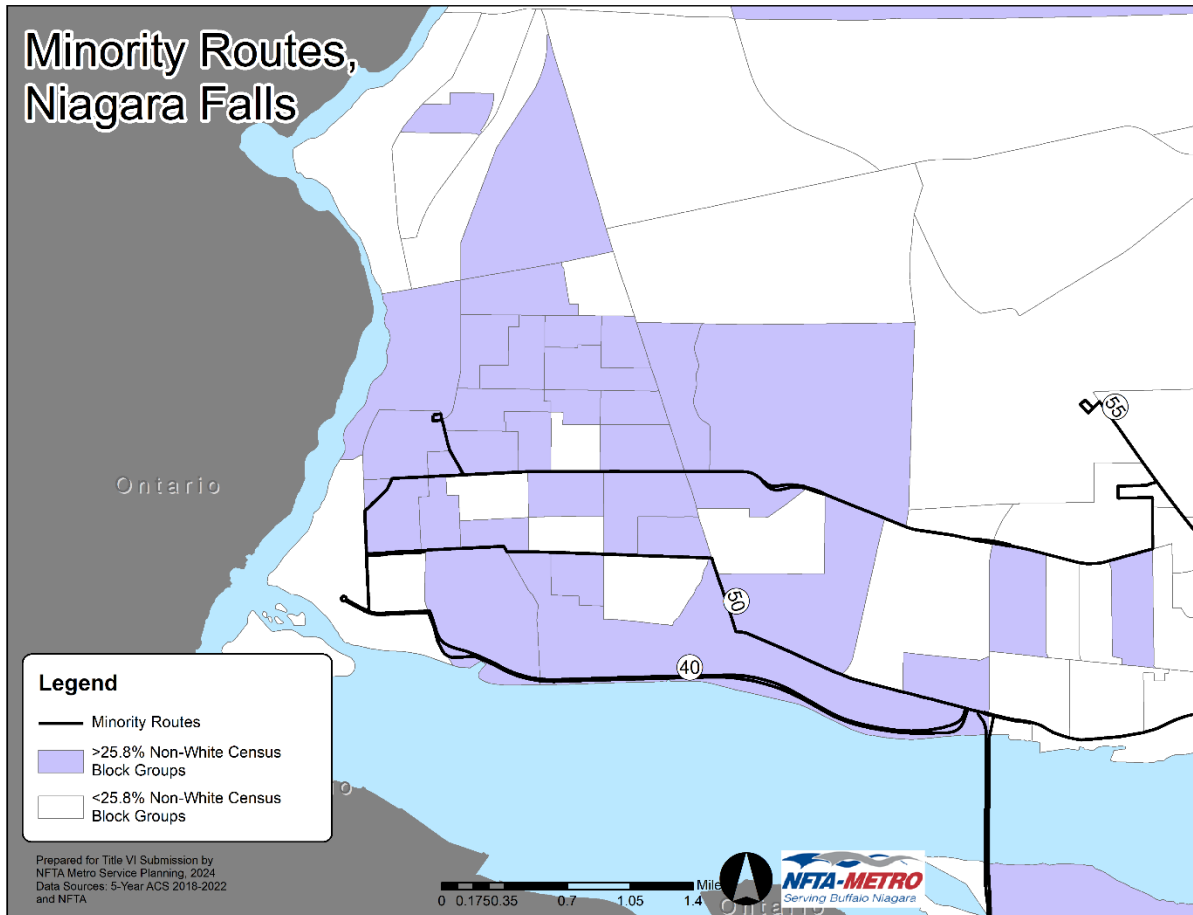 Minority Routes,
Niagara Falls
55
Ontario
50
40
Legend
Minority Routes
>25.8% Non-White Census
Block Groups
<25.8% Non-White Census
Block Groups
o
Prepared for Title VI Submission by
NFTA Metro Service Planning, 2024
Data Sources: 5-Year ACS 2018-2022
and NFTA
Mile
0 0.1750.35 0.7 1.05 1.4
NFTA-METRO
Serving Buffalo Niagara
Ontario